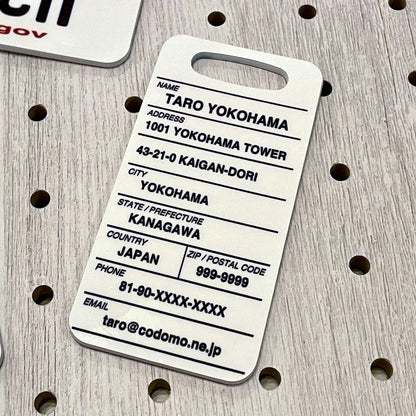 .gov
NAME
TARO YOKOHAMA
ADDRESS
1001 YOKOHAMA TOWER
43-21-0 KAIGAN-DORI
CITY
YOKOHAMA
STATE / PREFECTURE
KANAGAWA
COUNTRY
JAPAN
ZIP / POSTAL CODE
999-9999
PHONE
81-90-XXXX-XXXX
EMAIL
taro@codomo.ne.jp